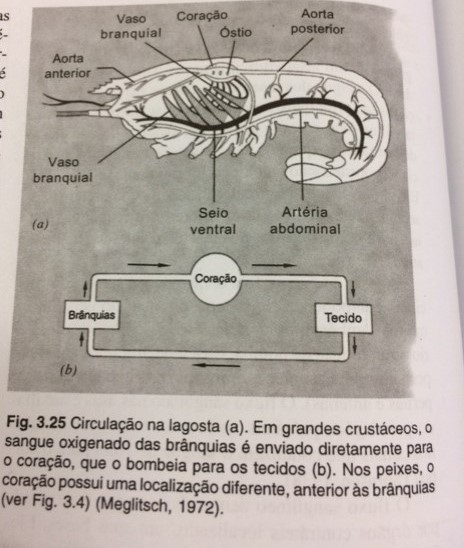 as
é-
r-
é
o
n
s
Vaso
branquial
Coração
Óstio
Aorta
posterior
Aorta
anterior
Vaso
branquial
Seio
ventral
Artéria
abdominal
(a)
Coração
Brânquias
Tecido
(b)
Fig. 3.25 Circulação na lagosta (a). Em grandes crustáceos, o
sangue oxigenado das brânquias é enviado diretamente para
o coração, que o bombeia para os tecidos (b). Nos peixes, o
coração possui uma localização diferente, anterior às brânquias
(ver Fig. 3.4) (Meglitsch, 1972).